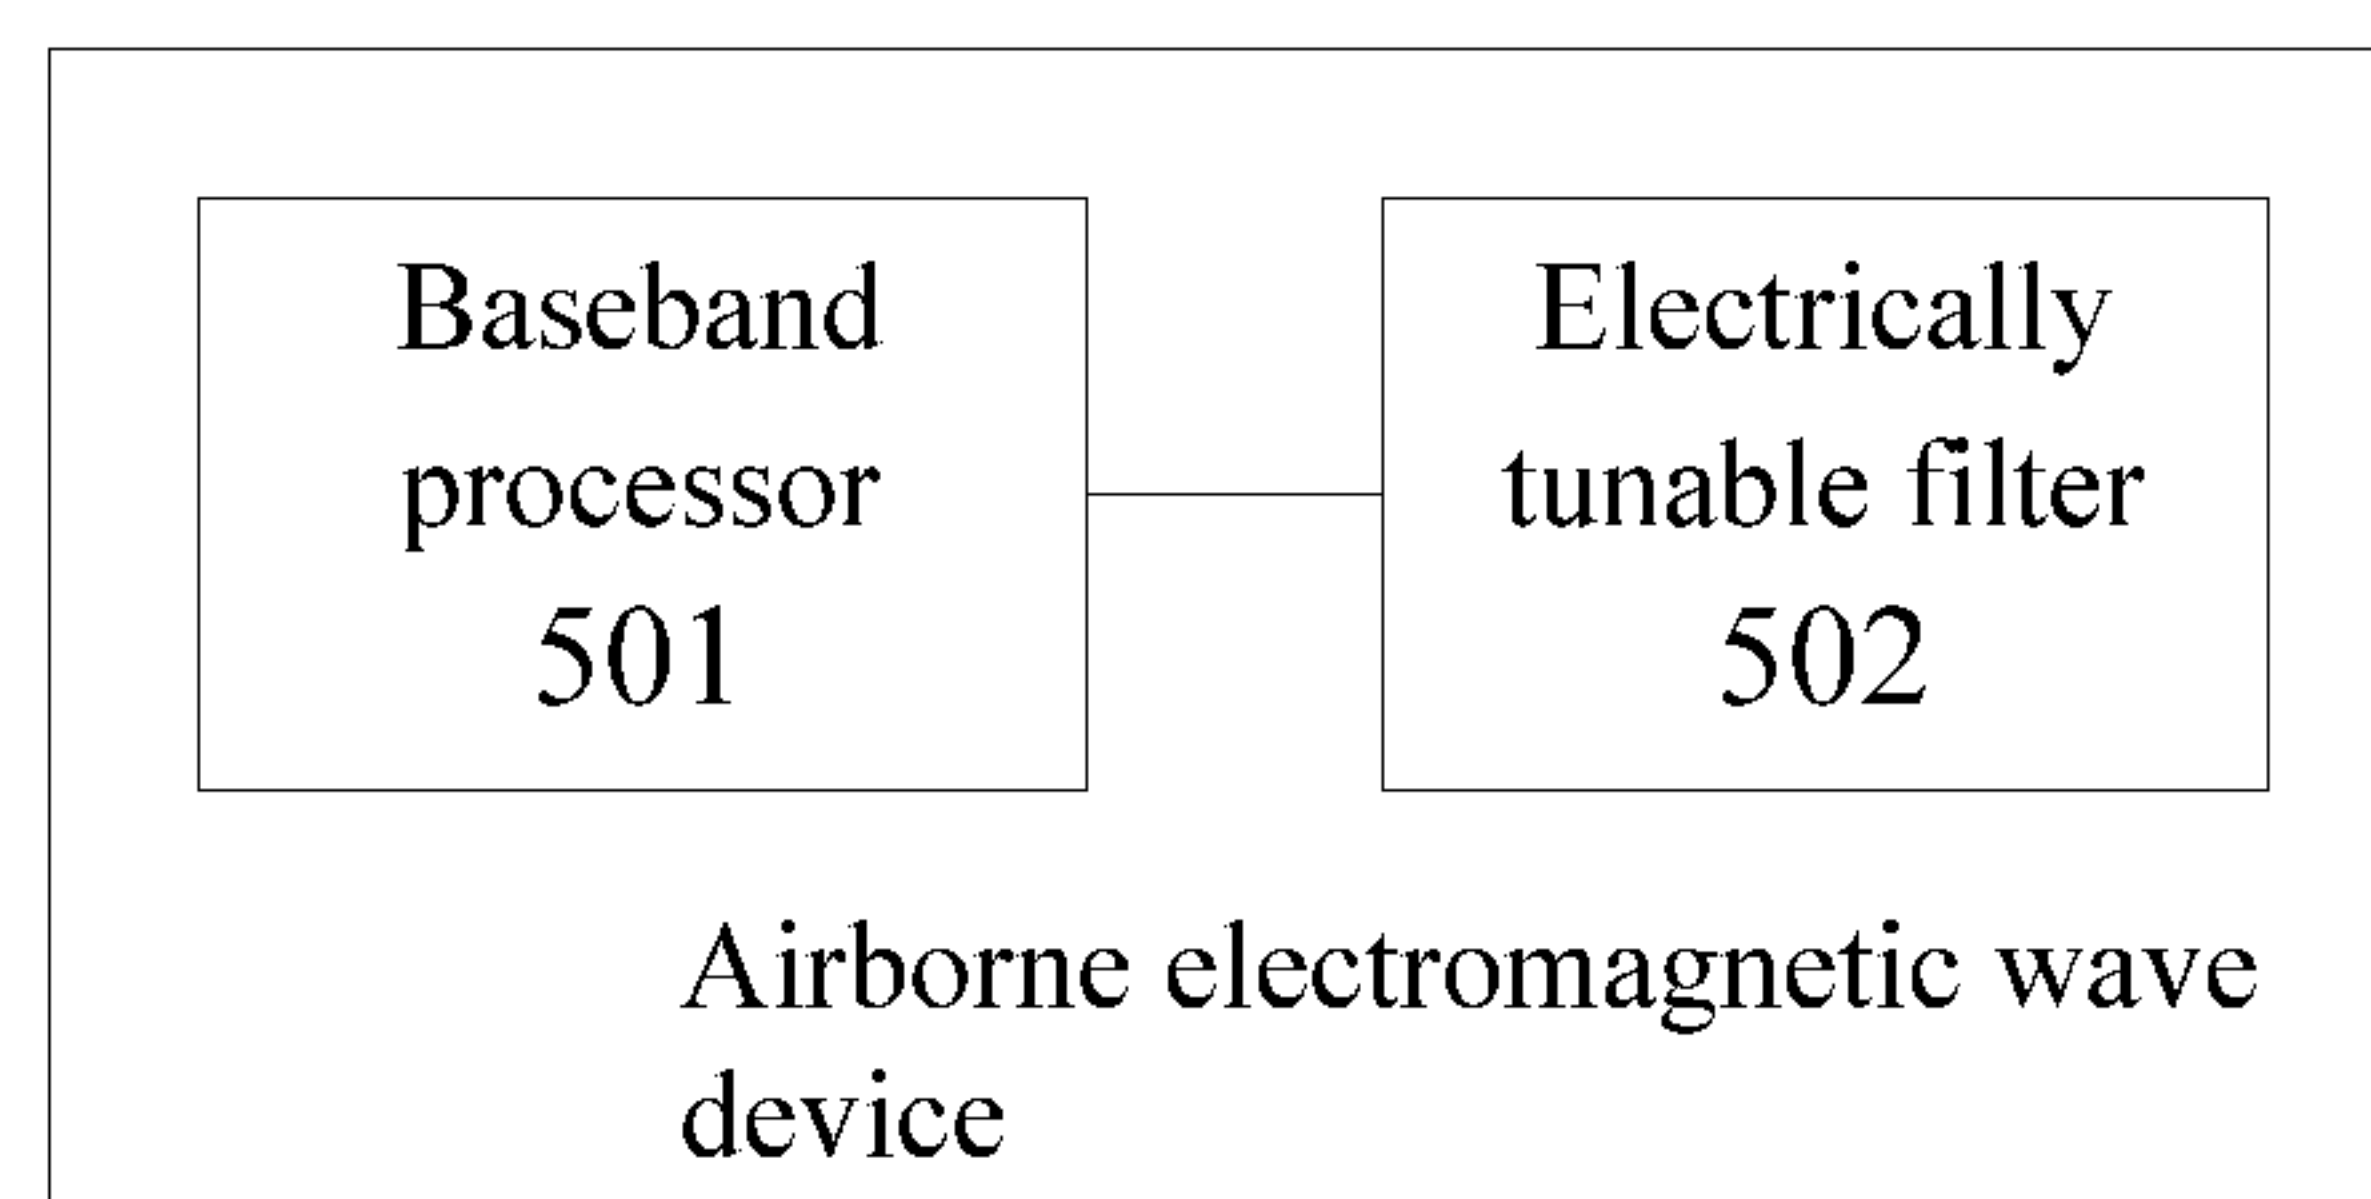 Baseband
processor
501
Electrically
tunable filter
502
Airborne electromagnetic wave
device